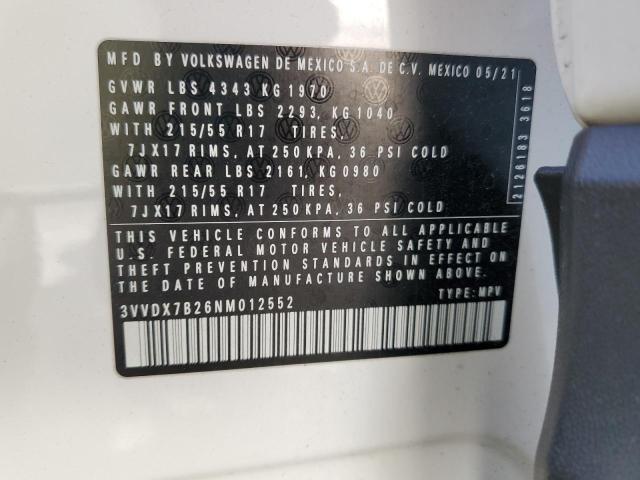 MFD BY VOLKSWAGEN DE MEXICO S.A. DE C.V. MEXICO 05/21
GVWR LBS 4343 KG 1970
GAWR FRONT LBS 2293, KG 1040
WITH 215/55 R17 TIRES,
7JX17 RIMS, AT 250 KPA, 36 PSI COLD
GAWR REAR LBS 2161, KG 0980
WITH 215/55 R17 TIRES,
7JX17 RIMS, AT 250 KPA, 36 PSI COLD
THIS VEHICLE CONFORMS TO ALL APPLICABLE
U.S. FEDERAL MOTOR VEHICLE SAFETY AND
THEFT PREVENTION STANDARDS IN EFFECT ON
THE DATE OF MANUFACTURE SHOWN ABOVE.
3VVDX7B26NM012552 TYPE: MPV
2126183 3618